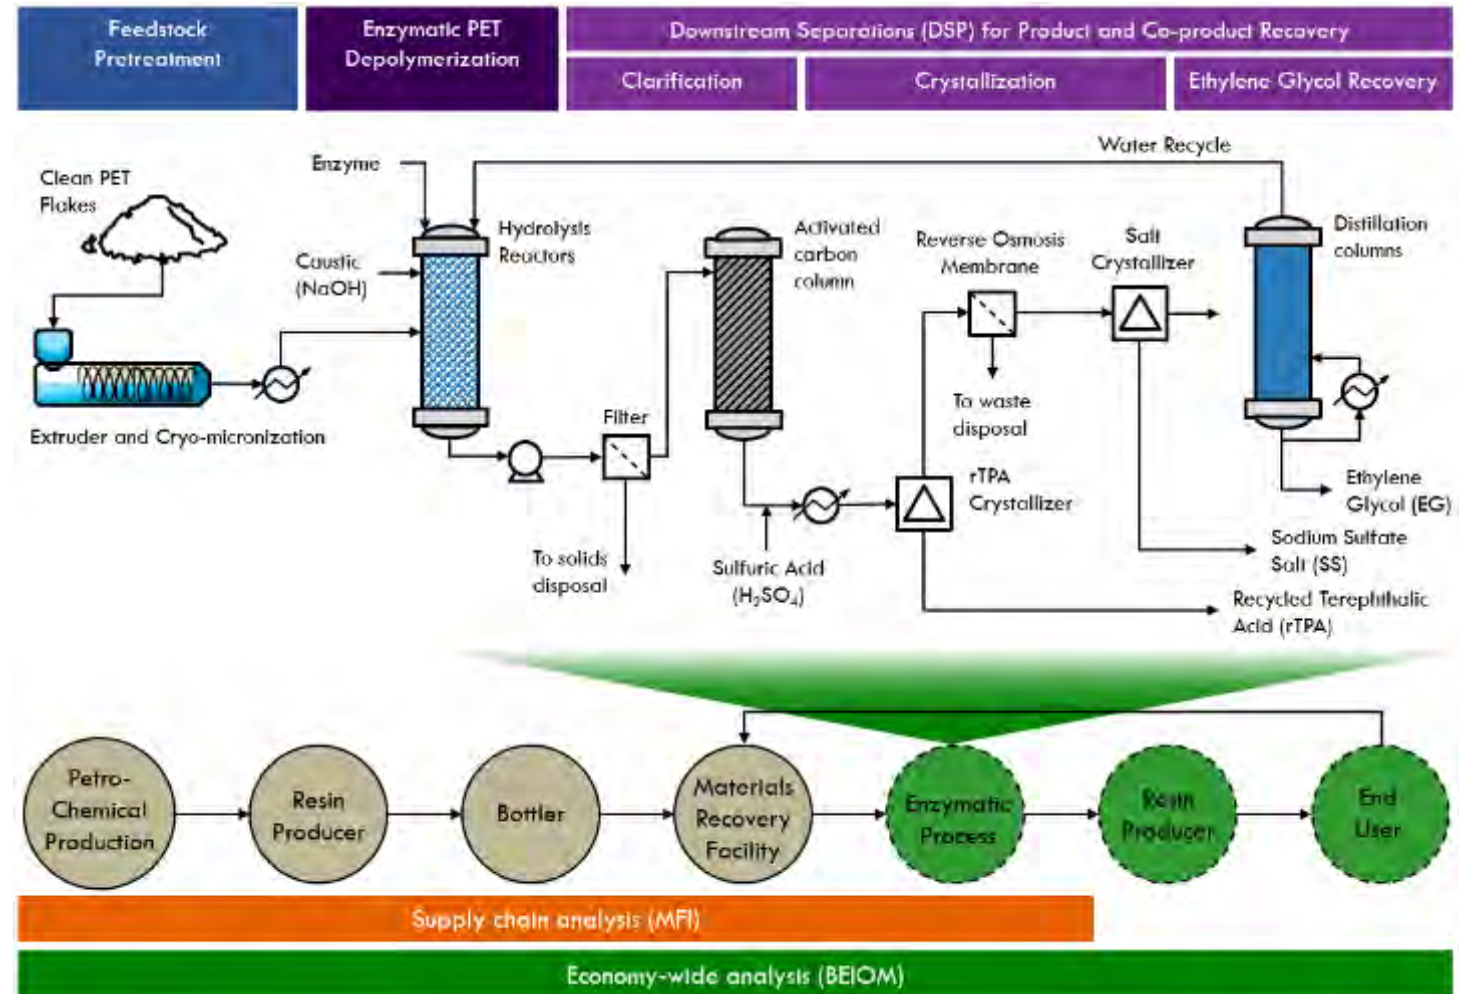 Feedstock
Pretreatment
Enzymatic PET
Depolymerization
Downstream Separations (DSP) for Product and Co-product Recovery
Clarification
Crystallization
Ethylene Glycol Recovery
Water Recycle
Enzyme
Clean PET
Flakes
Hydrolysis
Reactors
Activated
carbon
column
Reverse Osmosis
Membrane
Salt
Crystallizer
Distillation
columns
Caustic
(NaOH)
Extruder and Cryo-micronization
Filter
To waste
disposal
rTPA
Crystallizer
Ethylene
Glycol (EG)
To solids
disposal
Sulfuric Acid
(H₂SO₄)
Sodium Sulfate
Salt (SS)
Recycled Terephthalic
Acid (rTPA)
Petro-
Chemical
Production
Resin
Producer
Bottler
Materials
Recovery
Facility
Enzymatic
Process
Resin
Producer
End
User
Supply chain analysis (MFI)
Economy-wide analysis (BEIOM)